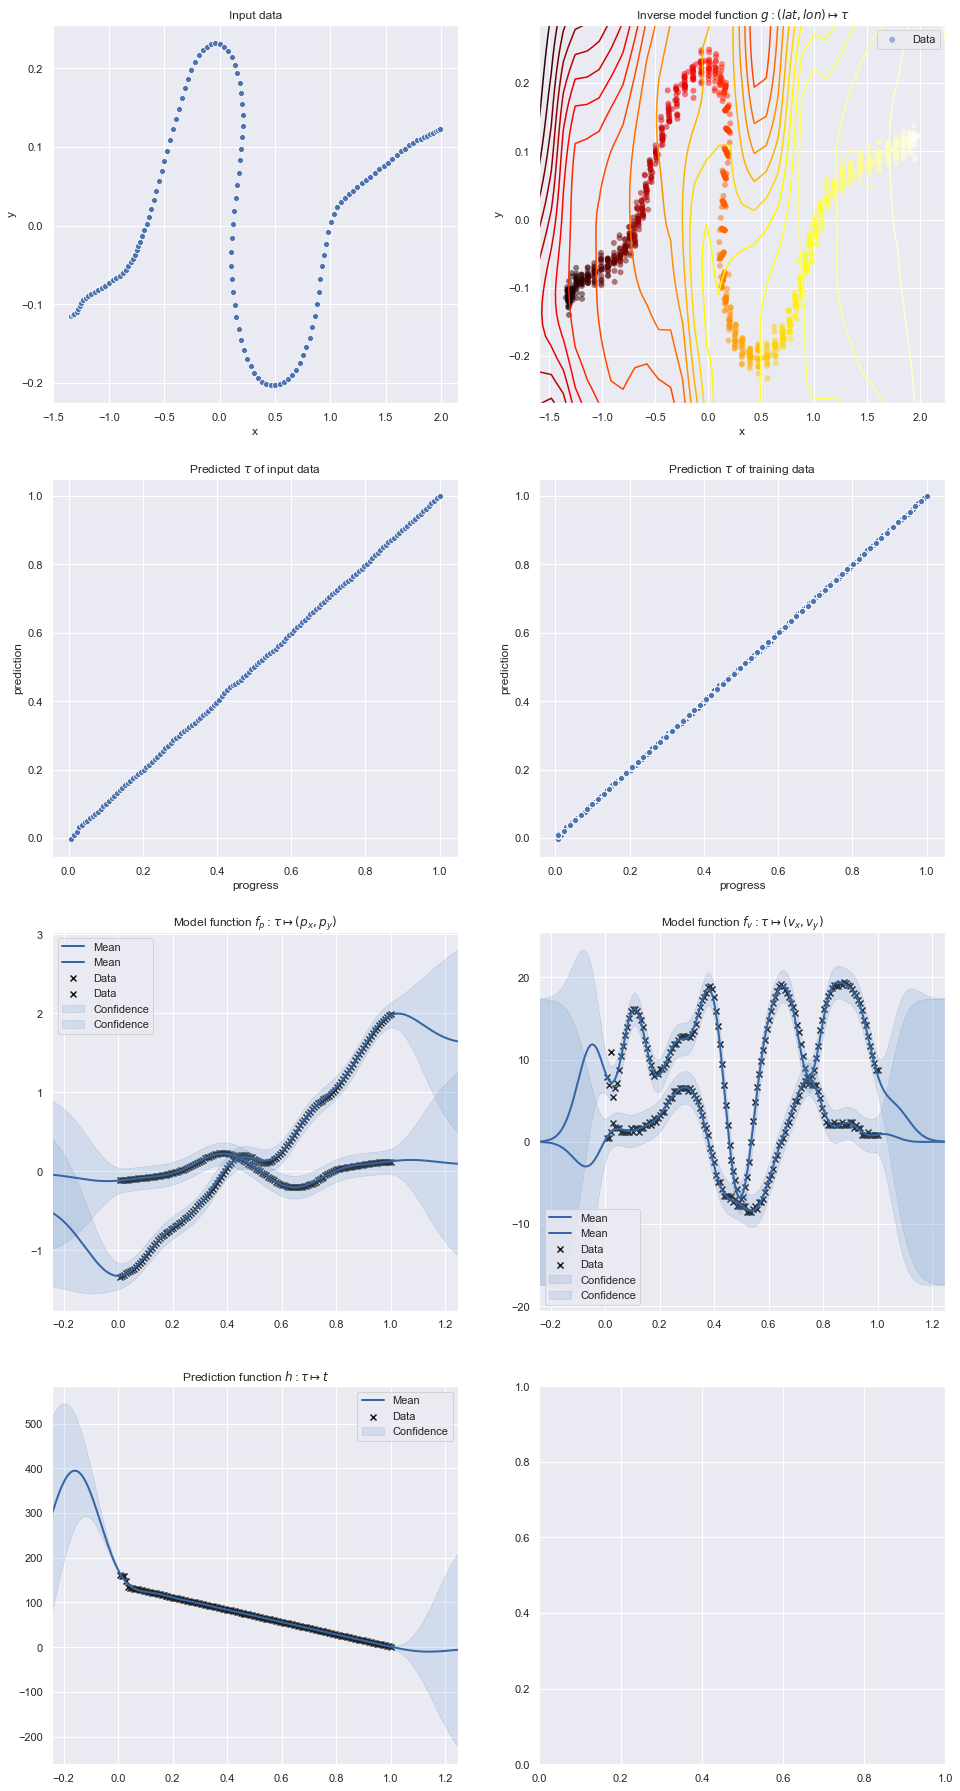 Input data
0.2
0.1
0.0
−0.1
−0.2
y
−1.5 −1.0 −0.5 0.0 0.5 1.0 1.5 2.0
x
Inverse model function g : (lat, lon) ↦ τ
Data
0.2
0.1
0.0
−0.1
−0.2
y
−1.5 −1.0 −0.5 0.0 0.5 1.0 1.5 2.0
x
Predicted τ of input data
1.0
0.8
0.6
0.4
0.2
0.0
prediction
0.0 0.2 0.4 0.6 0.8 1.0
progress
Prediction τ of training data
1.0
0.8
0.6
0.4
0.2
0.0
prediction
0.0 0.2 0.4 0.6 0.8 1.0
progress
Model function fₚ : τ ↦ (pₓ, p_y)
Mean
Mean
Data
Data
Confidence
Confidence
3
2
1
0
−1
−0.2 0.0 0.2 0.4 0.6 0.8 1.0 1.2
Model function fᵥ : τ ↦ (vₓ, v_y)
20
10
0
−10
−20
Mean
Mean
Data
Data
Confidence
Confidence
−0.2 0.0 0.2 0.4 0.6 0.8 1.0 1.2
Prediction function h : τ ↦ t
Mean
Data
Confidence
500
400
300
200
100
0
−100
−200
−0.2 0.0 0.2 0.4 0.6 0.8 1.0 1.2
1.0
0.8
0.6
0.4
0.2
0.0
0.0 0.2 0.4 0.6 0.8 1.0